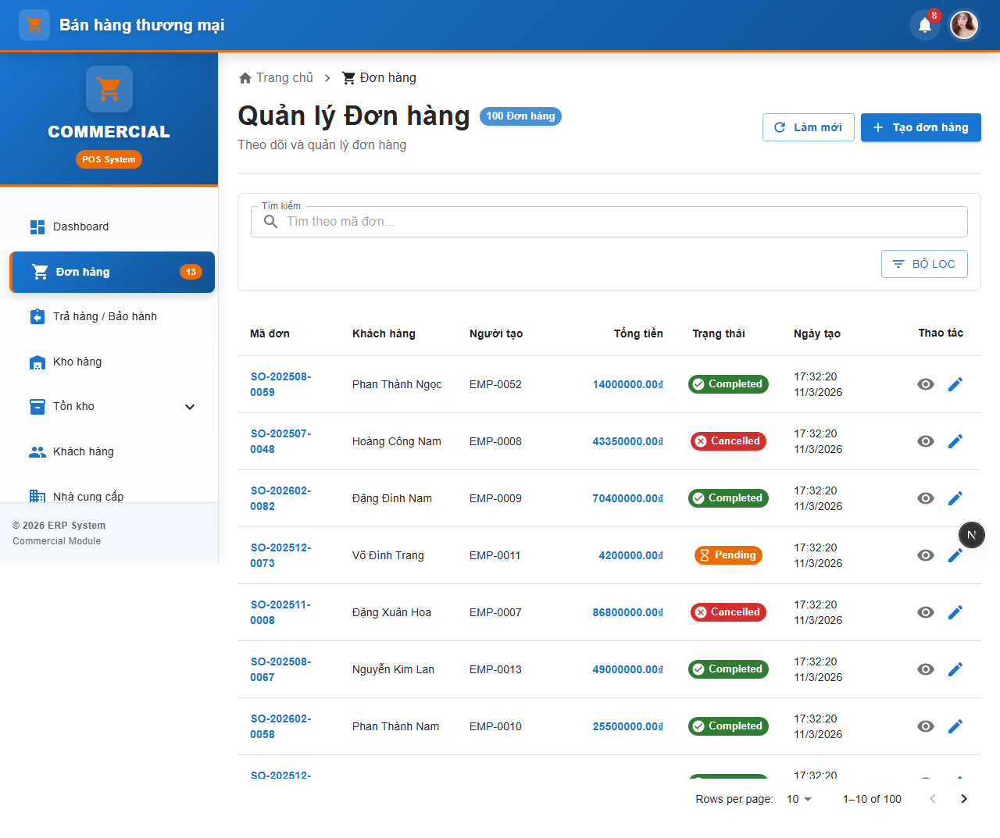 Bán hàng thương mại
8
COMMERCIAL
POS System
Dashboard
Đơn hàng
13
Trả hàng / Bảo hành
Kho hàng
Tồn kho
Khách hàng
Nhà cung cấp
© 2026 ERP System
Commercial Module
Trang chủ
Đơn hàng
Quản lý Đơn hàng
100 Đơn hàng
Theo dõi và quản lý đơn hàng
Làm mới
Tạo đơn hàng
Tìm kiếm
Tìm theo mã đơn...
BỘ LỌC
Mã đơn Khách hàng Người tạo Tổng tiền Trạng thái Ngày tạo Thao tác
SO-202508-
0059
Phan Thành Ngọc EMP-0052 14000000.00₫ Completed
17:32:20
11/3/2026
SO-202507-
0048
Hoàng Công Nam EMP-0008 43350000.00₫ Cancelled
17:32:20
11/3/2026
SO-202602-
0082
Đặng Đình Nam EMP-0009 70400000.00₫ Completed
17:32:20
11/3/2026
SO-202512-
0073
Võ Đình Trang EMP-0011 4200000.00₫ Pending
17:32:20
11/3/2026
N
SO-202511-
0008
Đặng Xuân Hoa EMP-0007 86800000.00₫ Cancelled
17:32:20
11/3/2026
SO-202508-
0067
Nguyễn Kim Lan EMP-0013 49000000.00₫ Completed
17:32:20
11/3/2026
SO-202602-
0058
Phan Thành Nam EMP-0010 25500000.00₫ Completed
17:32:20
11/3/2026
SO-202512-
17:32:20
Rows per page: 10 1–10 of 100